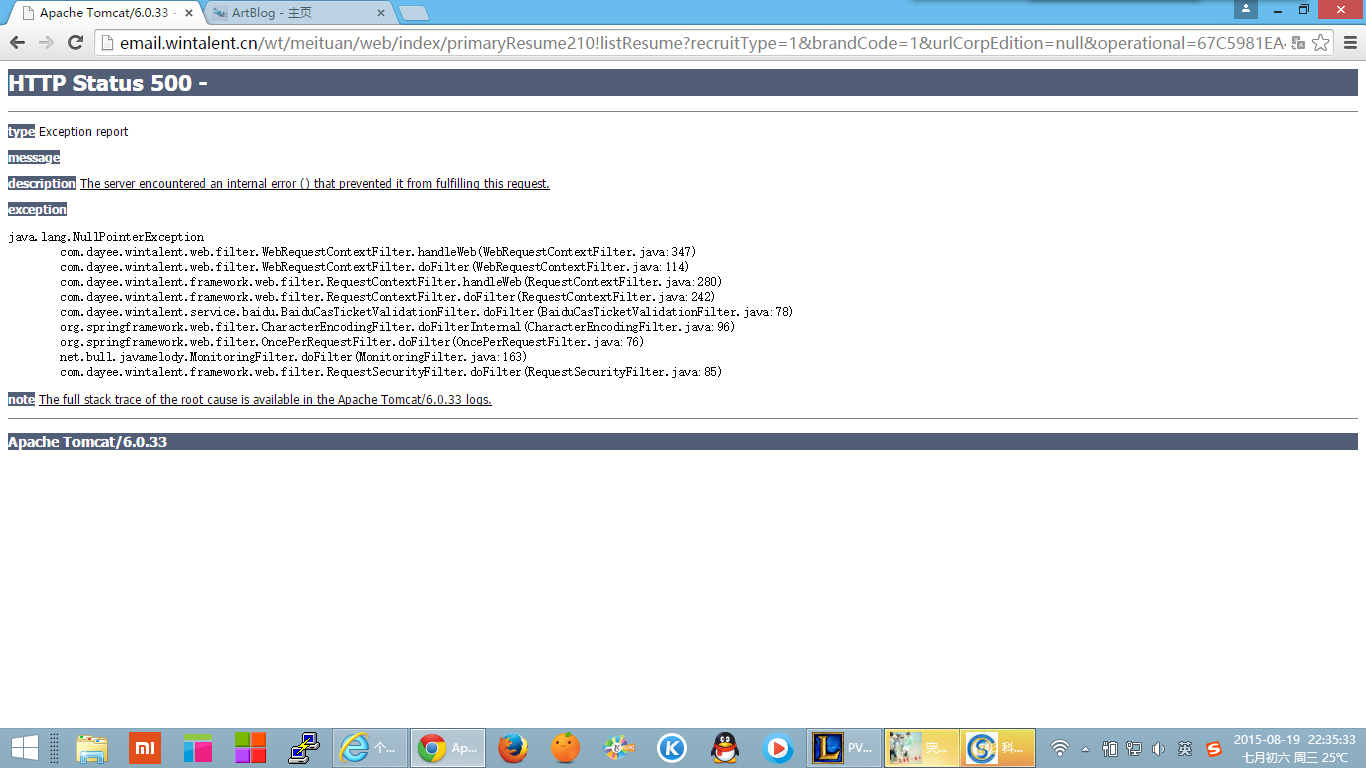 Apache Tomcat/6.0.33 -
ArtBlog - 主页
email.wintalent.cn/wt/meituan/web/index/primaryResume210!listResume?recruitType=1&brandCode=1&urlCorpEdition=null&operational=67C5981EA
HTTP Status 500 -
type Exception report
message
description The server encountered an internal error () that prevented it from fulfilling this request.
exception
java.lang.NullPointerException
com.dayee.wintalent.web.filter.WebRequestContextFilter.handleWeb(WebRequestContextFilter.java:347)
com.dayee.wintalent.web.filter.WebRequestContextFilter.doFilter(WebRequestContextFilter.java:114)
com.dayee.wintalent.framework.web.filter.RequestContextFilter.handleWeb(RequestContextFilter.java:280)
com.dayee.wintalent.framework.web.filter.RequestContextFilter.doFilter(RequestContextFilter.java:242)
com.dayee.wintalent.service.baidu.BaiduCasTicketValidationFilter.doFilter(BaiduCasTicketValidationFilter.java:78)
org.springframework.web.filter.CharacterEncodingFilter.doFilterInternal(CharacterEncodingFilter.java:96)
org.springframework.web.filter.OncePerRequestFilter.doFilter(OncePerRequestFilter.java:76)
net.bull.javamelody.MonitoringFilter.doFilter(MonitoringFilter.java:163)
com.dayee.wintalent.framework.web.filter.RequestSecurityFilter.doFilter(RequestSecurityFilter.java:85)
note The full stack trace of the root cause is available in the Apache Tomcat/6.0.33 logs.
Apache Tomcat/6.0.33
mi 个... Ap... K PV... 突... 科... 英 S
2015-08-19 22:35:33
七月初六 周三 25℃